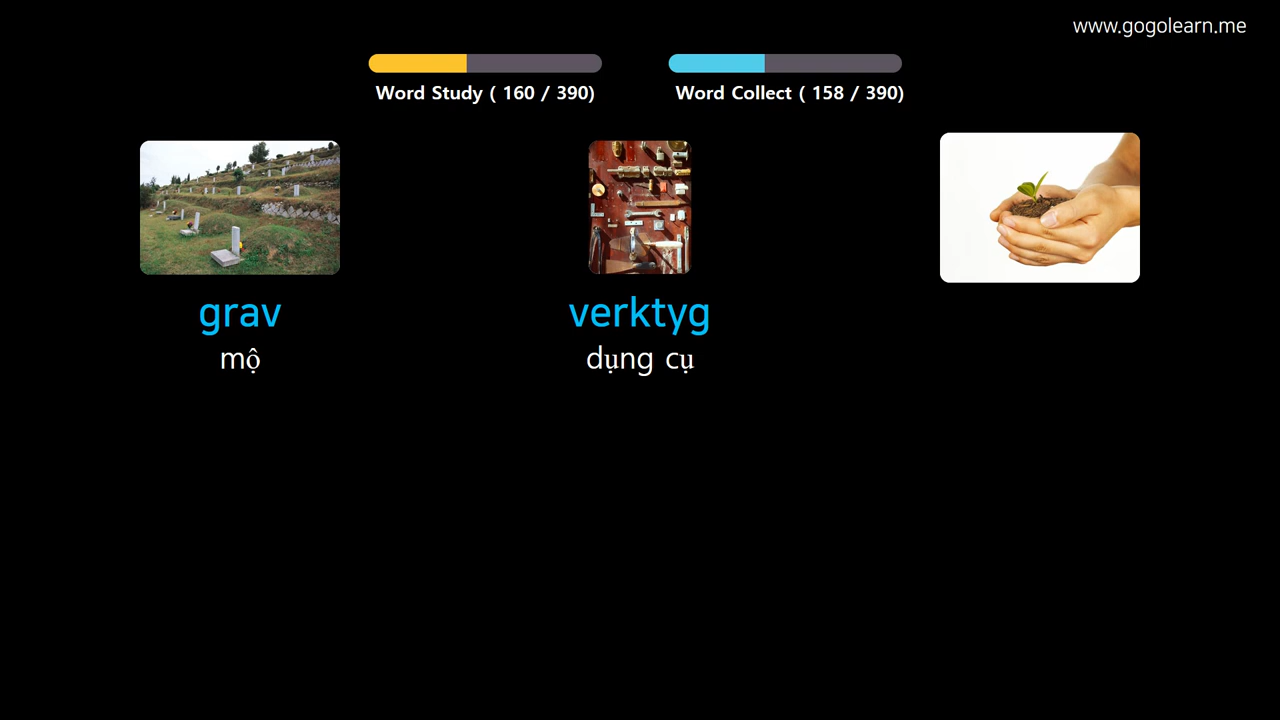 www.gogolearn.me
Word Study ( 160 / 390)
Word Collect ( 158 / 390)
grav
mộ
verktyg
dụng cụ